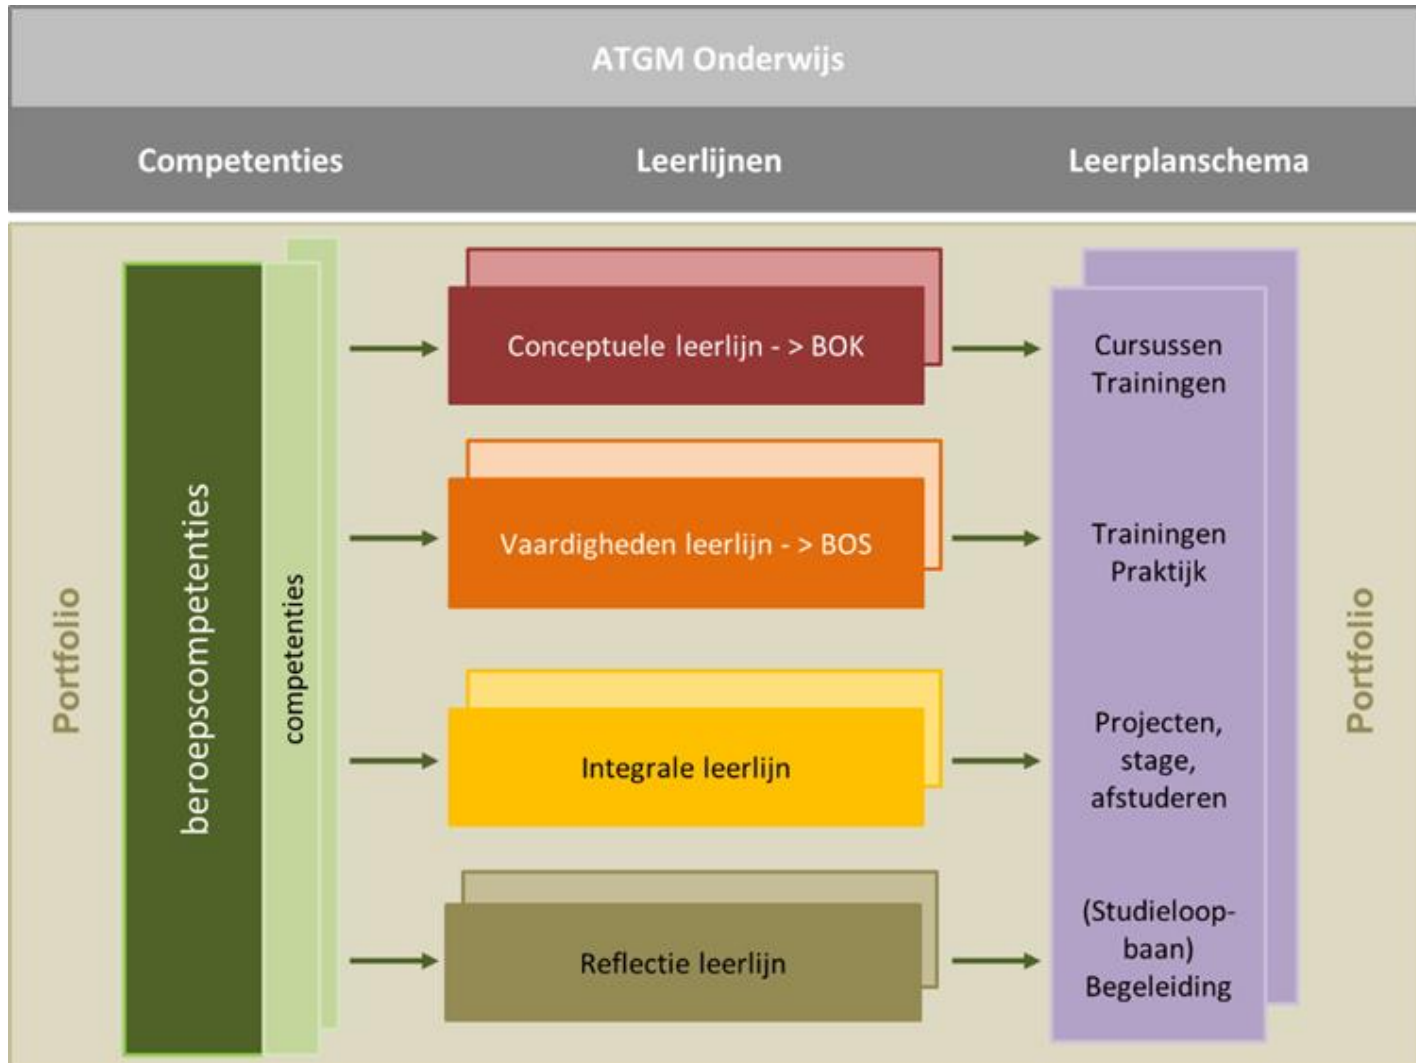 ATGM Onderwijs
Competenties
Leerlijnen
Leerplanschema
Portfolio
beroepscompetenties
competenties
Conceptuele leerlijn - > BOK
Cursussen
Trainingen
Vaardigheden leerlijn - > BOS
Trainingen
Praktijk
Integrale leerlijn
Projecten,
stage,
afstuderen
Reflectie leerlijn
(Studieloop-
baan)
Begeleiding
Portfolio